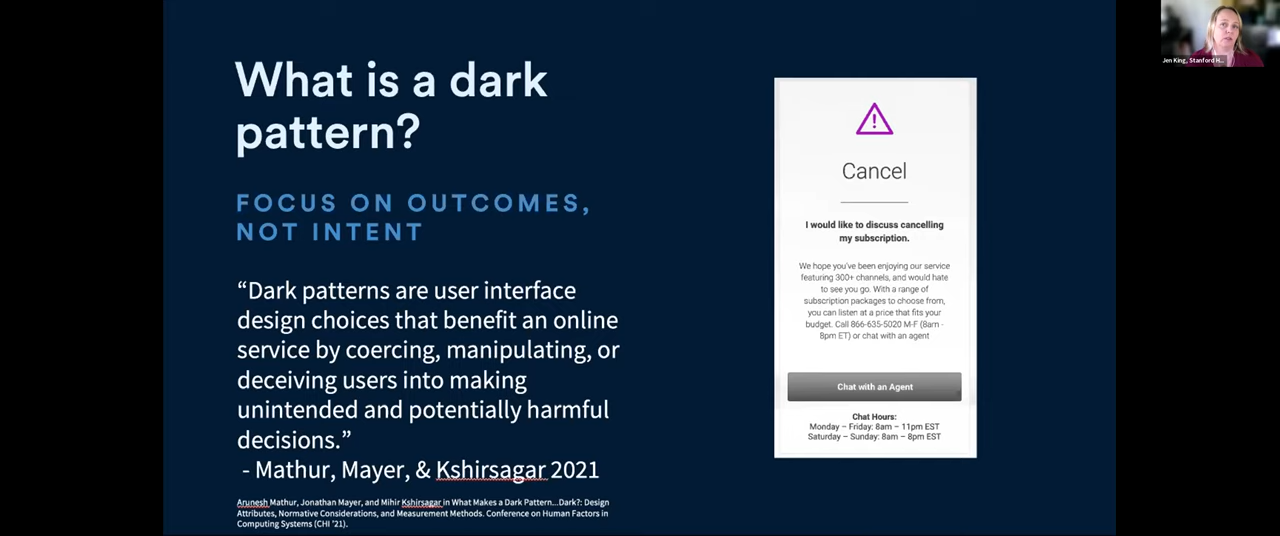 What is a dark
pattern?
FOCUS ON OUTCOMES,
NOT INTENT
“Dark patterns are user interface
design choices that benefit an online
service by coercing, manipulating, or
deceiving users into making
unintended and potentially harmful
decisions.”
- Mathur, Mayer, & Kshirsagar 2021
Arunesh Mathur, Jonathan Mayer, and Mihir Kshirsagar in What Makes a Dark Pattern…Dark?: Design
Attributes, Normative Considerations, and Measurement Methods. Conference on Human Factors in
Computing Systems (CHI ’21).
Cancel
I would like to discuss cancelling
my subscription.
We hope you've been enjoying our service
featuring 300+ channels, and would hate
to see you go. With a range of
subscription packages to choose from,
you can listen at a price that fits your
budget. Call 866-635-5020 M-F (8am -
8pm ET) or chat with an agent
Chat with an Agent
Chat Hours:
Monday – Friday: 8am – 11pm EST
Saturday – Sunday: 8am – 8pm EST
Jen King, Stanford H...